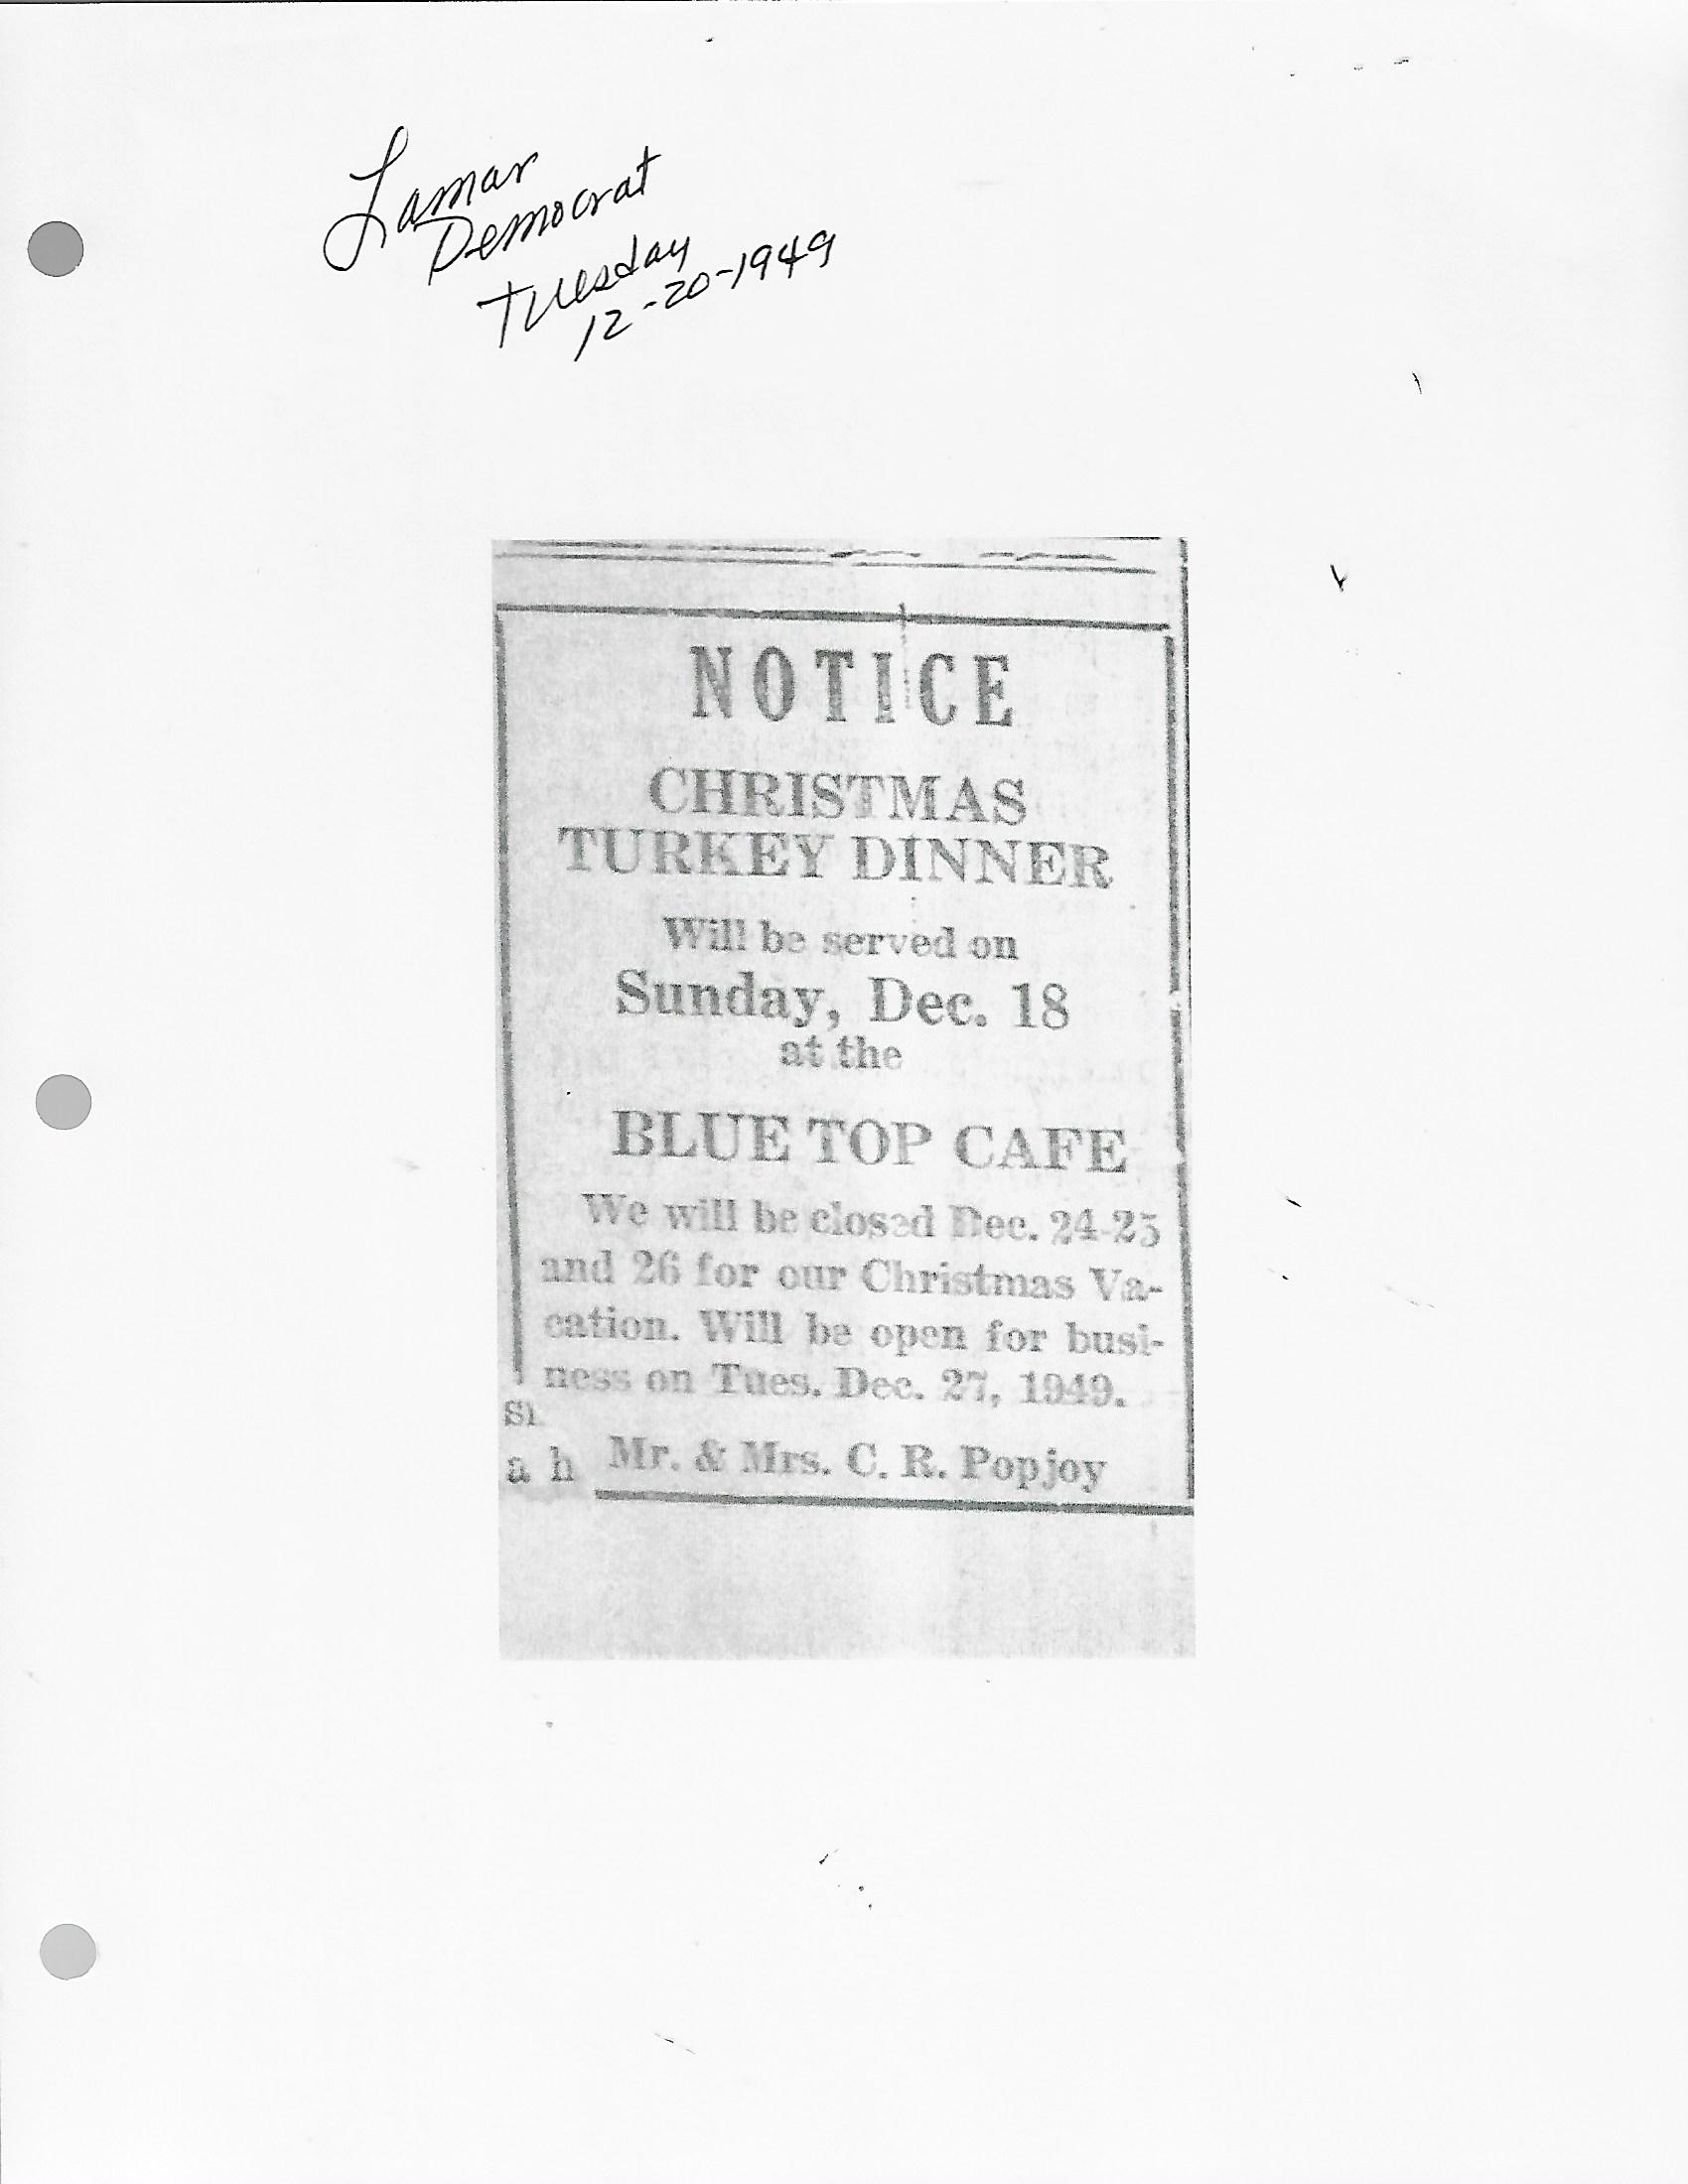 Lamar
Democrat
Tuesday
12-20-1949
NOTICE
CHRISTMAS
TURKEY DINNER
Will be served on
Sunday, Dec. 18
at the
BLUE TOP CAFE
We will be closed Dec. 24-25
and 26 for our Christmas Va-
cation. Will be open for busi-
ness on Tues. Dec. 27, 1949.
a h
Mr. & Mrs. C. R. Popjoy